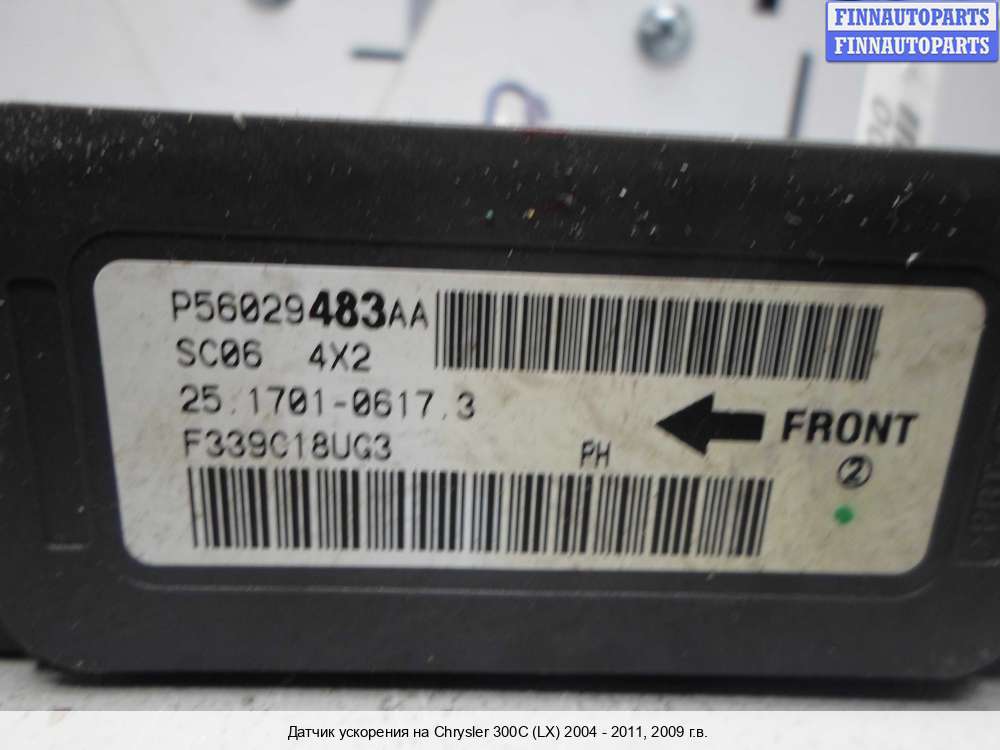 FINNAUTOPARTS
FINNAUTOPARTS
P56029483AA
SC06 4X2
25.1701-0617.3
F339C18UG3
PH
FRONT
②
Датчик ускорения на Chrysler 300C (LX) 2004 - 2011, 2009 г.в.